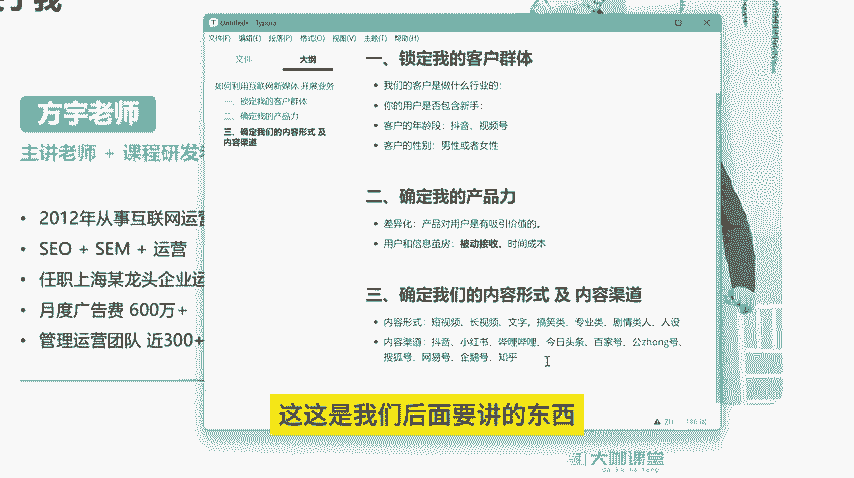 于我
方宇老师
主讲老师 + 课程研发
2012年从事互联网运营
SEO + SEM + 运营
任职上海某龙头企业运
月度广告费 600万+
管理运营团队 近300+
Untitled• - Typora
文件(F) 编辑(E) 段落(P) 格式(O) 视图(V) 主题(T) 帮助(H)
文件 大纲
如何利用互联网新媒体 开展业务
一、锁定我的客户群体
二、确定我的产品力
三、确定我们的内容形式 及
内容渠道
一、锁定我的客户群体
我们的客户是做什么行业的：
你的用户是否包含新手：
客户的年龄段：抖音、视频号
客户的性别：男性或者女性
二、确定我的产品力
差异化：产品对用户是有吸引价值的。
用户和信息茧房：被动接收、时间成本
三、确定我们的内容形式 及 内容渠道
内容形式：短视频、长视频、文字，搞笑类、专业类、剧情类人、人设
内容渠道：抖音、小红书、哔哩哔哩、今日头条、百家号、公zhong号、
搜狐号、网易号、企鹅号、知乎
这这是我们后面要讲的东西
大咖课堂